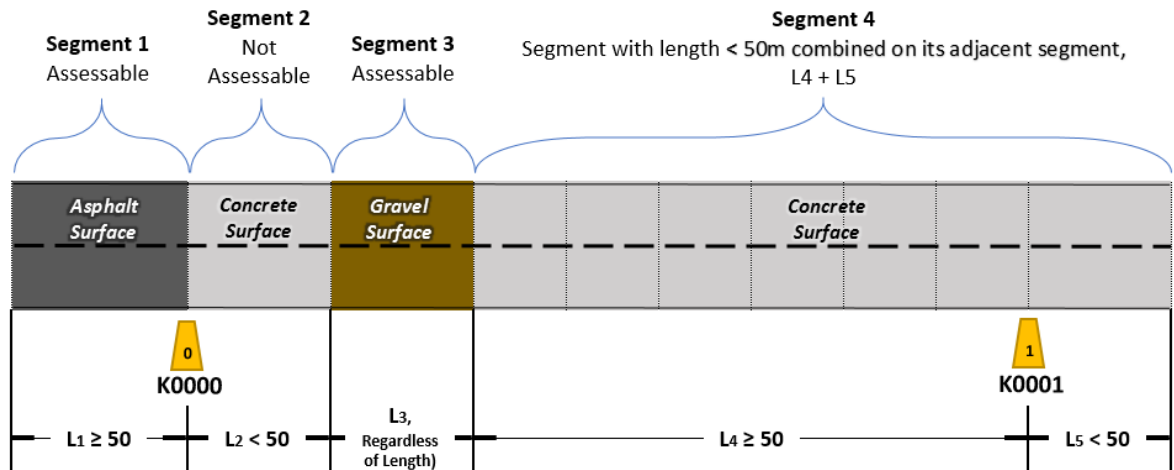 Segment 1
Assessable
Segment 2
Not
Assessable
Segment 3
Assessable
Segment 4
Segment with length < 50m combined on its adjacent segment,
L4 + L5
Asphalt
Surface
Concrete
Surface
Gravel
Surface
Concrete
Surface
0
K0000
1
K0001
L1 ≥ 50
L2 < 50
L3,
Regardless
of Length)
L4 ≥ 50
L5 < 50